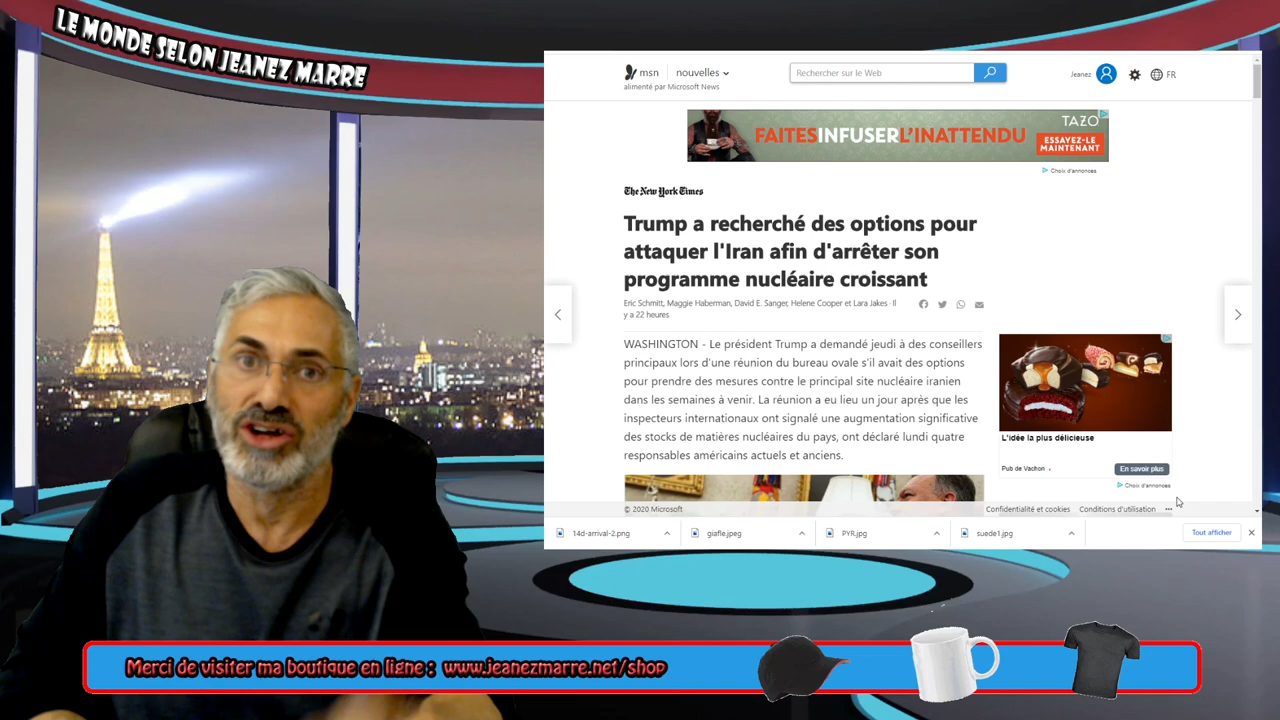 LE MONDE SELON JEANEZ MARRE
msn
nouvelles
alimenté par Microsoft News
Rechercher sur le Web
Jeanez
FR
FAITES INFUSER L'INATTENDU
TAZO
ESSAYEZ-LE
MAINTENANT
Choix d'annonces
The New York Times
Trump a recherché des options pour
attaquer l'Iran afin d'arrêter son
programme nucléaire croissant
Eric Schmitt, Maggie Haberman, David E. Sanger, Helene Cooper et Lara Jakes · Il
y a 22 heures
WASHINGTON - Le président Trump a demandé jeudi à des conseillers
principaux lors d'une réunion du bureau ovale s'il avait des options
pour prendre des mesures contre le principal site nucléaire iranien
dans les semaines à venir. La réunion a eu lieu un jour après que les
inspecteurs internationaux ont signalé une augmentation significative
des stocks de matières nucléaires du pays, ont déclaré lundi quatre
responsables américains actuels et anciens.
L'idée la plus délicieuse
Pub de Vachon
En savoir plus
Choix d'annonces
© 2020 Microsoft
Confidentialité et cookies
Conditions d'utilisation
14d-arrival-2.png
giafle.jpeg
PYR.jpg
suede1.jpg
Tout afficher
Merci de visiter ma boutique en ligne : www.jeanezmarre.net/shop